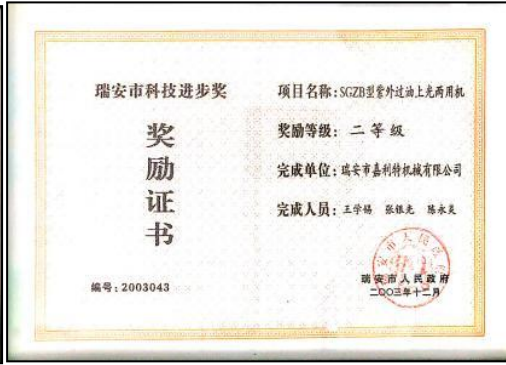 瑞安市科技进步奖
奖
励
证
书
编号：2003043
项目名称：SGZB型紫外过油上光两用机
奖励等级：二等级
完成单位：瑞安市嘉利特机械有限公司
完成人员：王学锡 张银光 陈永炎
瑞安市人民政府
二〇〇三年十二月